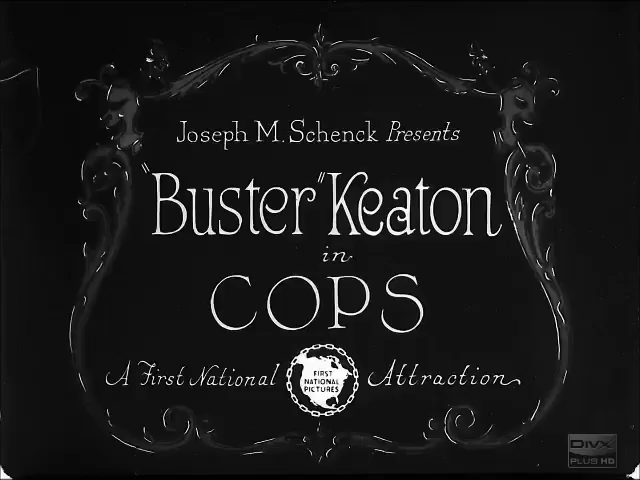 Joseph M. Schenck Presents
"Buster" Keaton
in
COPS
A First National Attraction
FIRST
NATIONAL
PICTURES
DIVX
PLUS HD